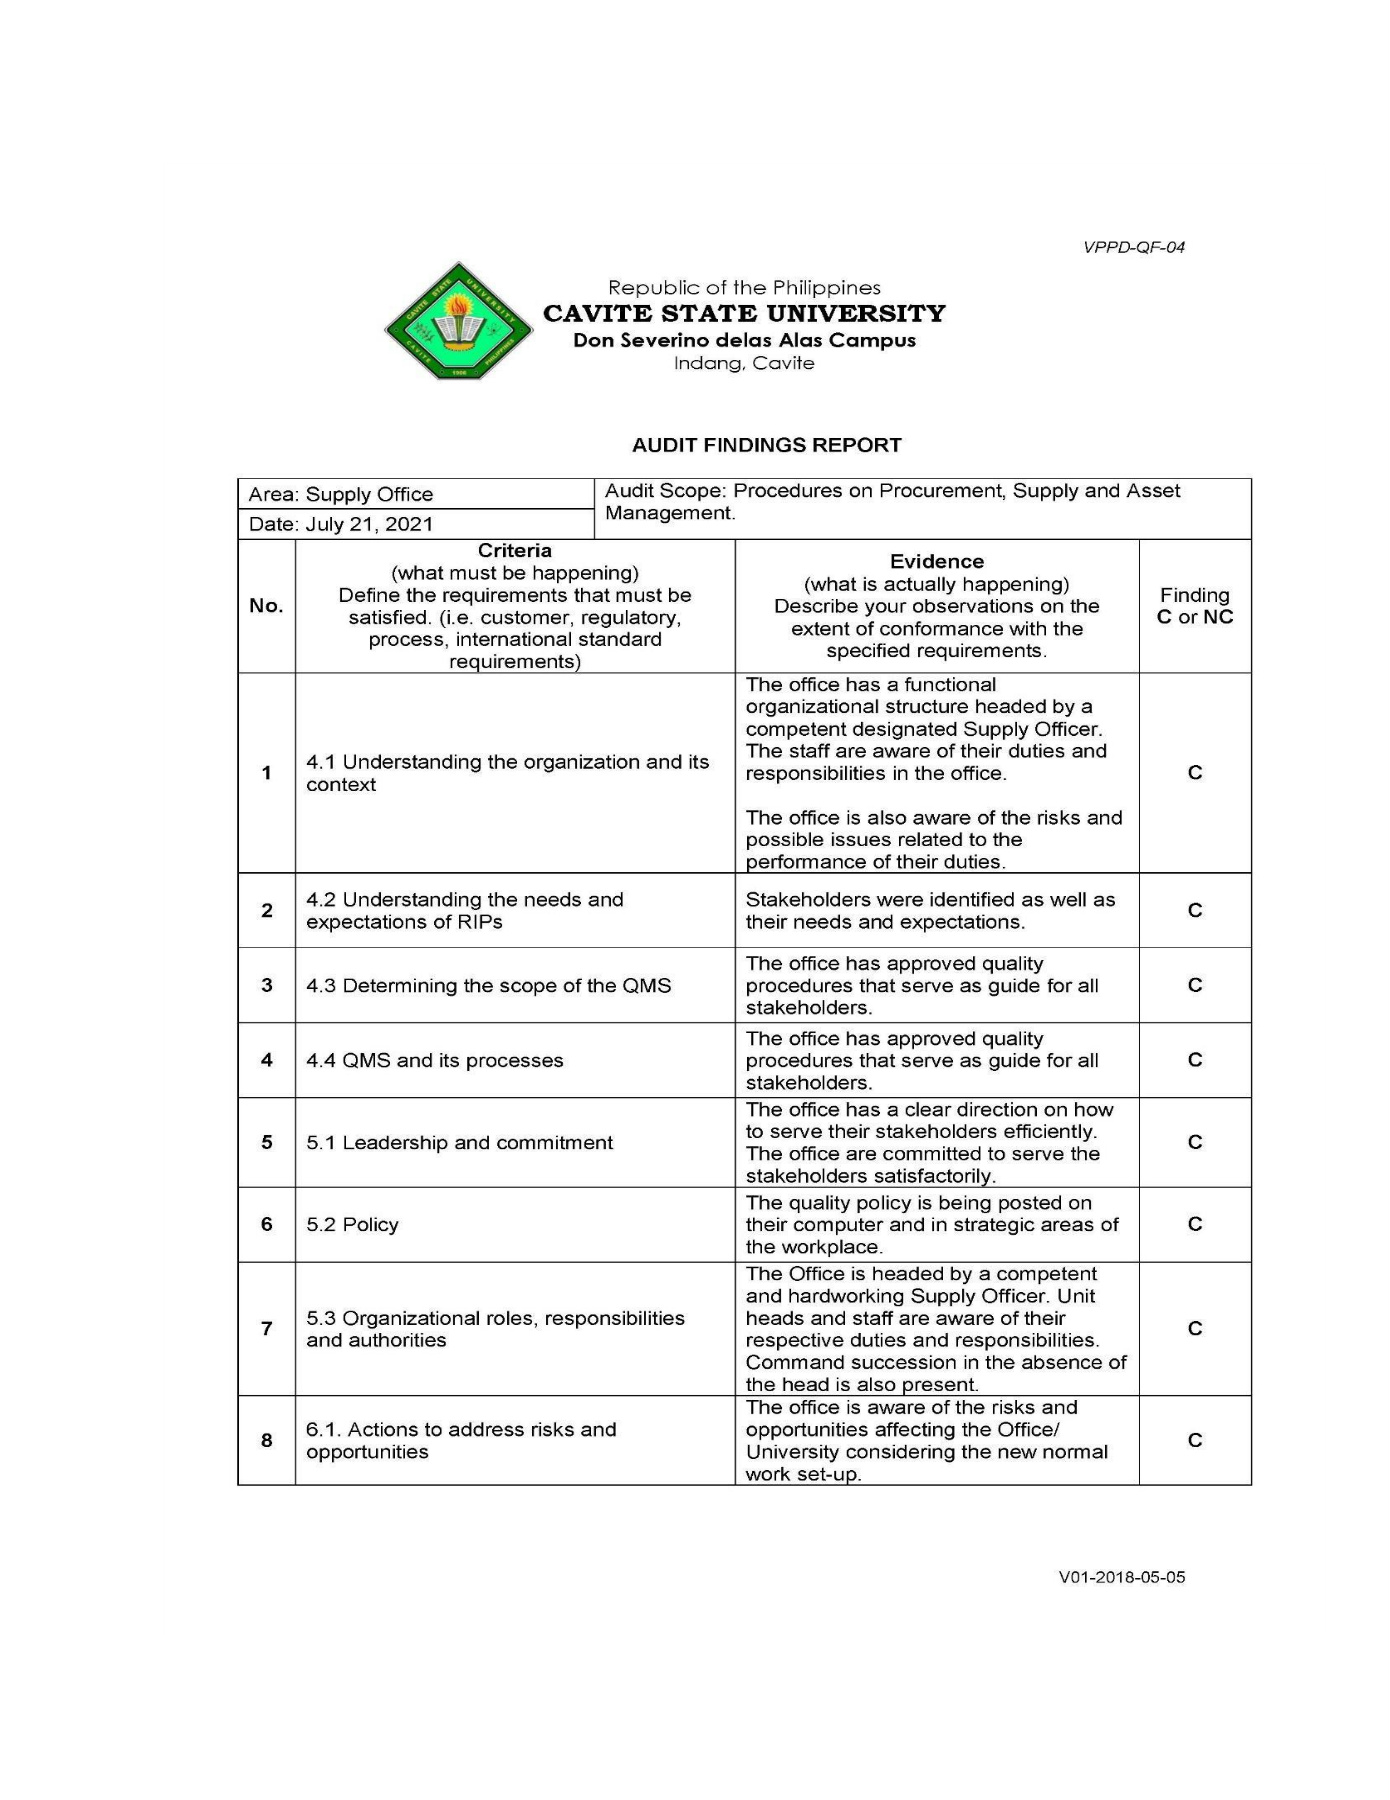 VPPD-QF-04
Republic of the Philippines
CAVITE STATE UNIVERSITY
Don Severino delas Alas Campus
Indang, Cavite
CAVITE STATE UNIVERSITY
CAVITE
PHILIPPINES
1906
AUDIT FINDINGS REPORT
Area: Supply Office
Date: July 21, 2021
Audit Scope: Procedures on Procurement, Supply and Asset
Management.
No.
Criteria
(what must be happening)
Define the requirements that must be
satisfied. (i.e. customer, regulatory,
process, international standard
requirements)
Evidence
(what is actually happening)
Describe your observations on the
extent of conformance with the
specified requirements.
Finding
C or NC
1
4.1 Understanding the organization and its
context
The office has a functional
organizational structure headed by a
competent designated Supply Officer.
The staff are aware of their duties and
responsibilities in the office.
The office is also aware of the risks and
possible issues related to the
performance of their duties.
C
2
4.2 Understanding the needs and
expectations of RIPs
Stakeholders were identified as well as
their needs and expectations.
C
3
4.3 Determining the scope of the QMS
The office has approved quality
procedures that serve as guide for all
stakeholders.
C
4
4.4 QMS and its processes
The office has approved quality
procedures that serve as guide for all
stakeholders.
C
5
5.1 Leadership and commitment
The office has a clear direction on how
to serve their stakeholders efficiently.
The office are committed to serve the
stakeholders satisfactorily.
C
6
5.2 Policy
The quality policy is being posted on
their computer and in strategic areas of
the workplace.
C
7
5.3 Organizational roles, responsibilities
and authorities
The Office is headed by a competent
and hardworking Supply Officer. Unit
heads and staff are aware of their
respective duties and responsibilities.
Command succession in the absence of
the head is also present.
C
8
6.1. Actions to address risks and
opportunities
The office is aware of the risks and
opportunities affecting the Office/
University considering the new normal
work set-up.
C
V01-2018-05-05